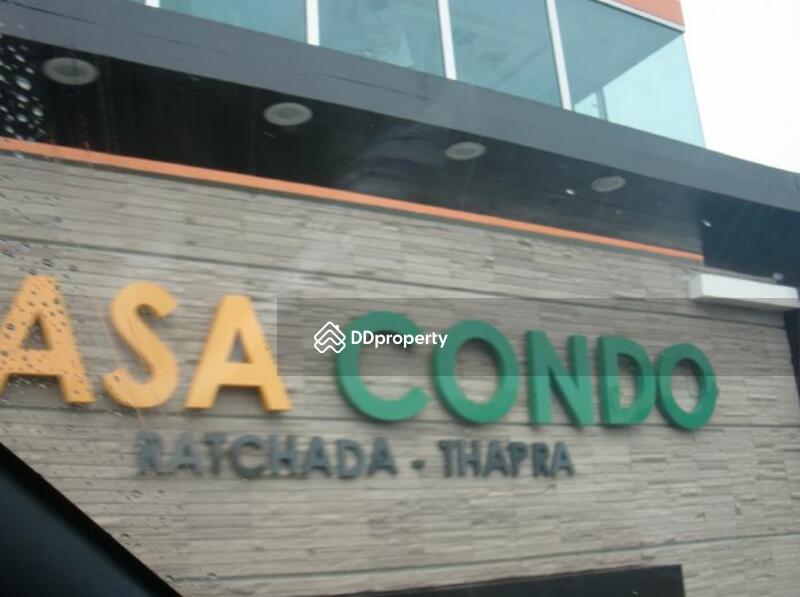 ASA CONDO
RATCHADA - THAPRA
DDproperty